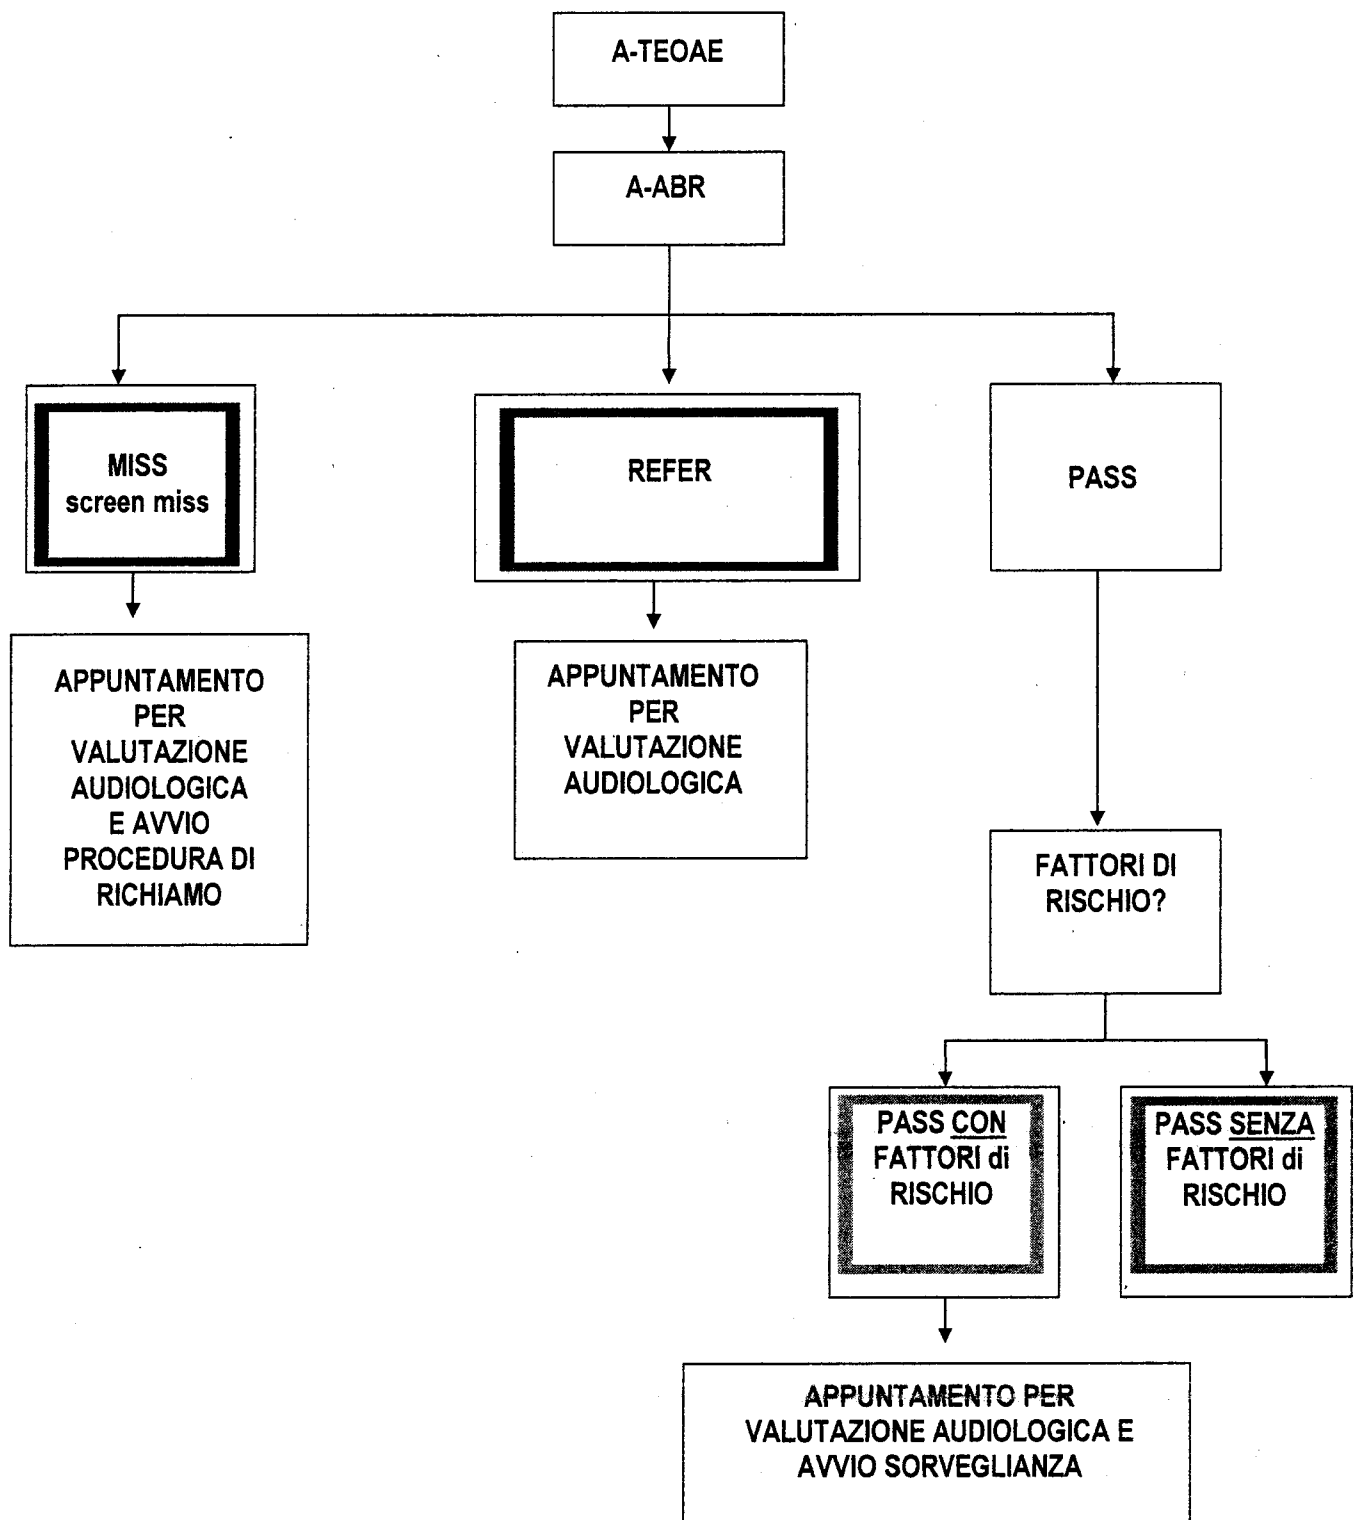 A-TEOAE
A-ABR
MISS
screen miss
REFER
PASS
APPUNTAMENTO
PER
VALUTAZIONE
AUDIOLOGICA
E AVVIO
PROCEDURA DI
RICHIAMO
APPUNTAMENTO
PER
VALUTAZIONE
AUDIOLOGICA
FATTORI DI
RISCHIO?
PASS CON
FATTORI di
RISCHIO
PASS SENZA
FATTORI di
RISCHIO
APPUNTAMENTO PER
VALUTAZIONE AUDIOLOGICA E
AVVIO SORVEGLIANZA